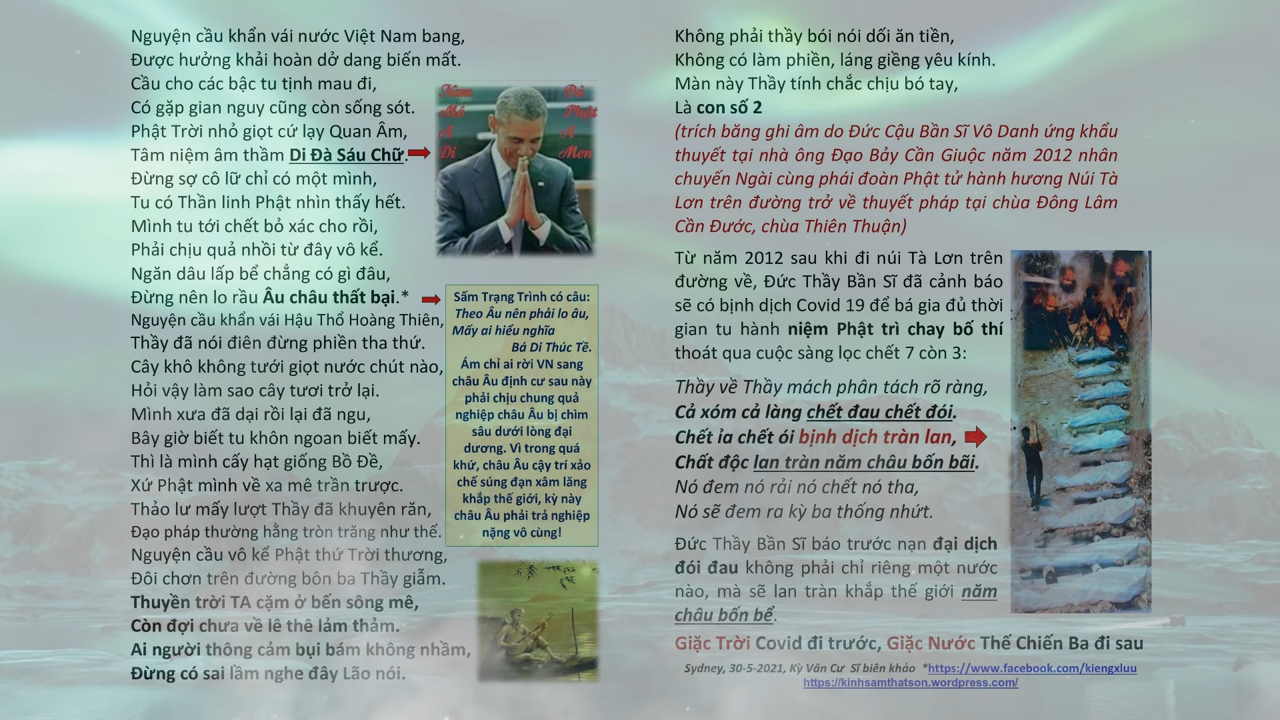 Nguyện cầu khẩn vái nước Việt Nam bang,
Được hưởng khải hoàn dở dang biến mất.
Cầu cho các bậc tu tịnh mau đi,
Có gặp gian nguy cũng còn sống sót.
Phật Trời nhỏ giọt cứ lạy Quan Âm,
Tâm niệm âm thầm Di Đà Sáu Chữ.
Đừng sợ cô lữ chỉ có một mình,
Tu có Thần linh Phật nhìn thấy hết.
Mình tu tới chết bỏ xác cho rồi,
Phải chịu quả nhồi từ đây vô kể.
Ngăn dâu lấp bể chẳng có gì đâu,
Đừng nên lo rầu Âu châu thất bại.*
Nguyện cầu khẩn vái Hậu Thổ Hoàng Thiên,
Thầy đã nói điên đừng phiền tha thứ.
Cây khô không tưới giọt nước chút nào,
Hỏi vậy làm sao cây tươi trở lại.
Mình xưa đã dại rồi lại đã ngu,
Bây giờ biết tu khôn ngoan biết mấy.
Thì là mình cấy hạt giống Bồ Đề,
Xứ Phật mình về xa mê trần trược.
Thảo lư mấy lượt Thầy đã khuyên răn,
Đạo pháp thường hằng tròn trăng như thế.
Nguyện cầu vô kể Phật thứ Trời thương,
Đôi chơn trên đường bôn ba Thầy giẫm.
Thuyền trời TA cặm ở bến sông mê,
Còn đợi chưa về lê thê lảm thảm.
Ai người thông cảm bụi bám không nhầm,
Đừng có sai lầm nghe đây Lão nói.
Nam Mô A Di
Đà Phật A Men
Sấm Trạng Trình có câu:
Theo Âu nên phải lo âu,
Mấy ai hiểu nghĩa
Bá Di Thúc Tề.
Ám chỉ ai rời VN sang
châu Âu định cư sau này
phải chịu chung quả
nghiệp châu Âu bị chìm
sâu dưới lòng đại
dương. Vì trong quá
khứ, châu Âu cậy trí xảo
chế súng đạn xâm lăng
khắp thế giới, kỳ này
châu Âu phải trả nghiệp
nặng vô cùng!
Không phải thầy bói nói dối ăn tiền,
Không có làm phiền, láng giềng yêu kính.
Màn này Thầy tính chắc chịu bó tay,
Là con số 2
(trích băng ghi âm do Đức Cậu Bần Sĩ Vô Danh ứng khẩu
thuyết tại nhà ông Đạo Bảy Cần Giuộc năm 2012 nhân
chuyến Ngài cùng phái đoàn Phật tử hành hương Núi Tà
Lơn trên đường trở về thuyết pháp tại chùa Đông Lâm
Cần Đước, chùa Thiên Thuận)
Từ năm 2012 sau khi đi núi Tà Lơn trên
đường về, Đức Thầy Bần Sĩ đã cảnh báo
sẽ có bịnh dịch Covid 19 để bá gia đủ thời
gian tu hành niệm Phật trì chay bố thí
thoát qua cuộc sàng lọc chết 7 còn 3:
Thầy về Thầy mách phân tách rõ ràng,
Cả xóm cả làng chết đau chết đói.
Chết ỉa chết ói bịnh dịch tràn lan,
Chất độc lan tràn năm châu bốn bãi.
Nó đem nó rải nó chết nó tha,
Nó sẽ đem ra kỳ ba thống nhứt.
Đức Thầy Bần Sĩ báo trước nạn đại dịch
đói đau không phải chỉ riêng một nước
nào, mà sẽ lan tràn khắp thế giới năm
châu bốn bể.
Giặc Trời Covid đi trước, Giặc Nước Thế Chiến Ba đi sau
Sydney, 30-5-2021, Kỳ Vân Cư Sĩ biên khảo *https://www.facebook.com/kiengxluu
https://kinhsamthatson.wordpress.com/